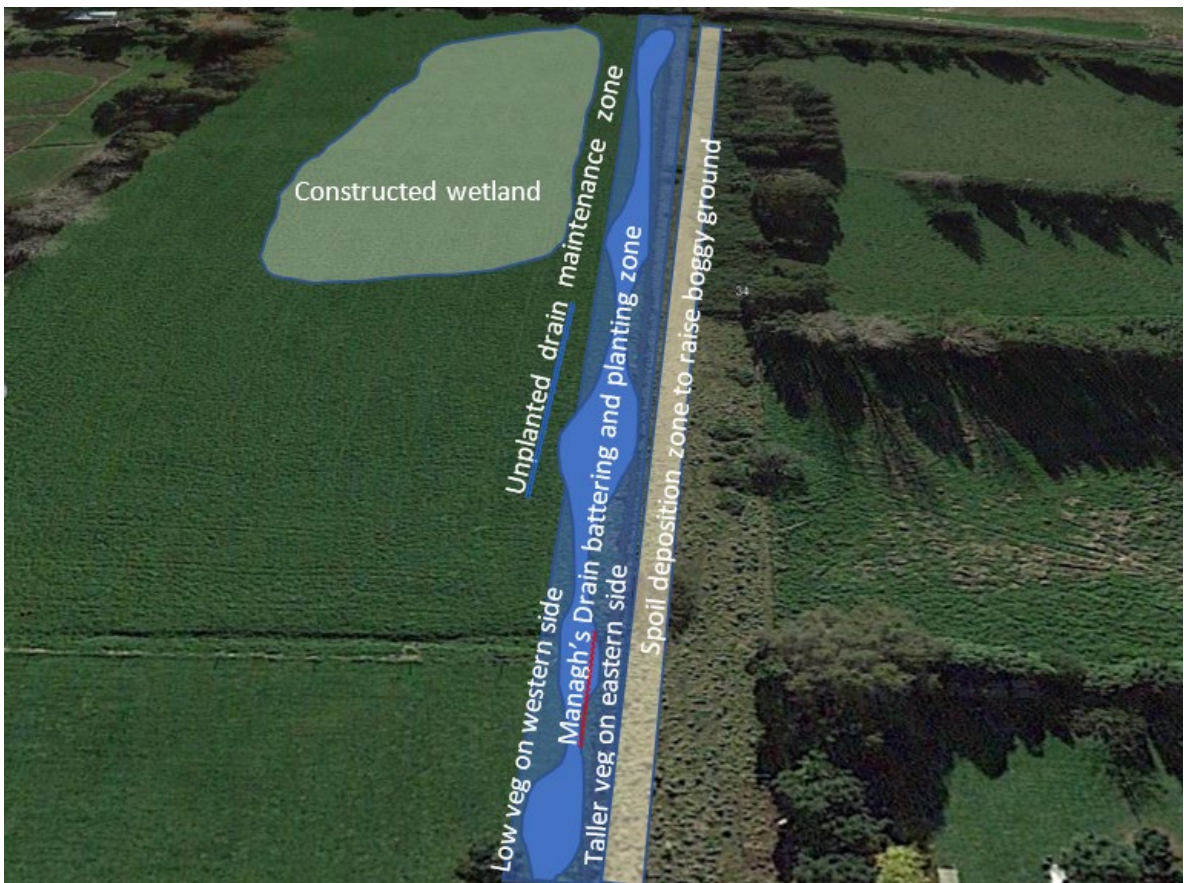 Constructed wetland
Unplanted drain maintenance zone
Low veg on western side
Managh's Drain battering and planting zone
Taller veg on eastern side
Spoil deposition zone to raise boggy ground
34